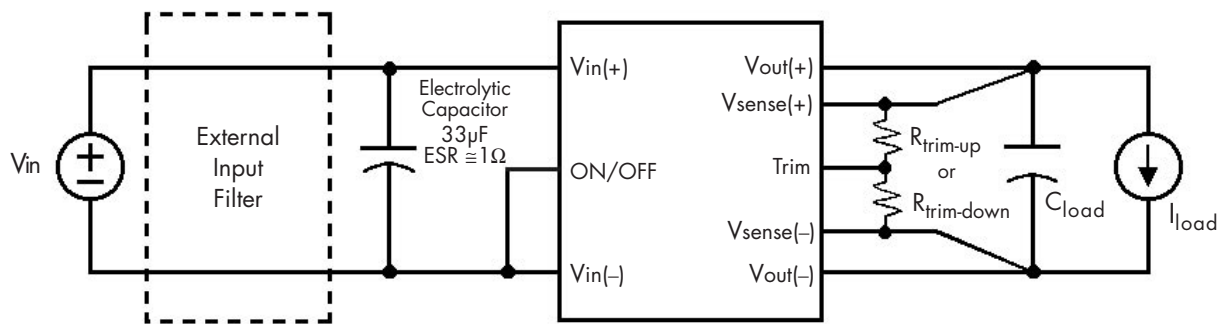 Vin
External
Input
Filter
Electrolytic
Capacitor
33µF
ESR ≅1Ω
Vin(+)
ON/OFF
Vin(–)
Vout(+)
Vsense(+)
Trim
Vsense(–)
Vout(–)
Rtrim-up
or
Rtrim-down
Cload
Iload